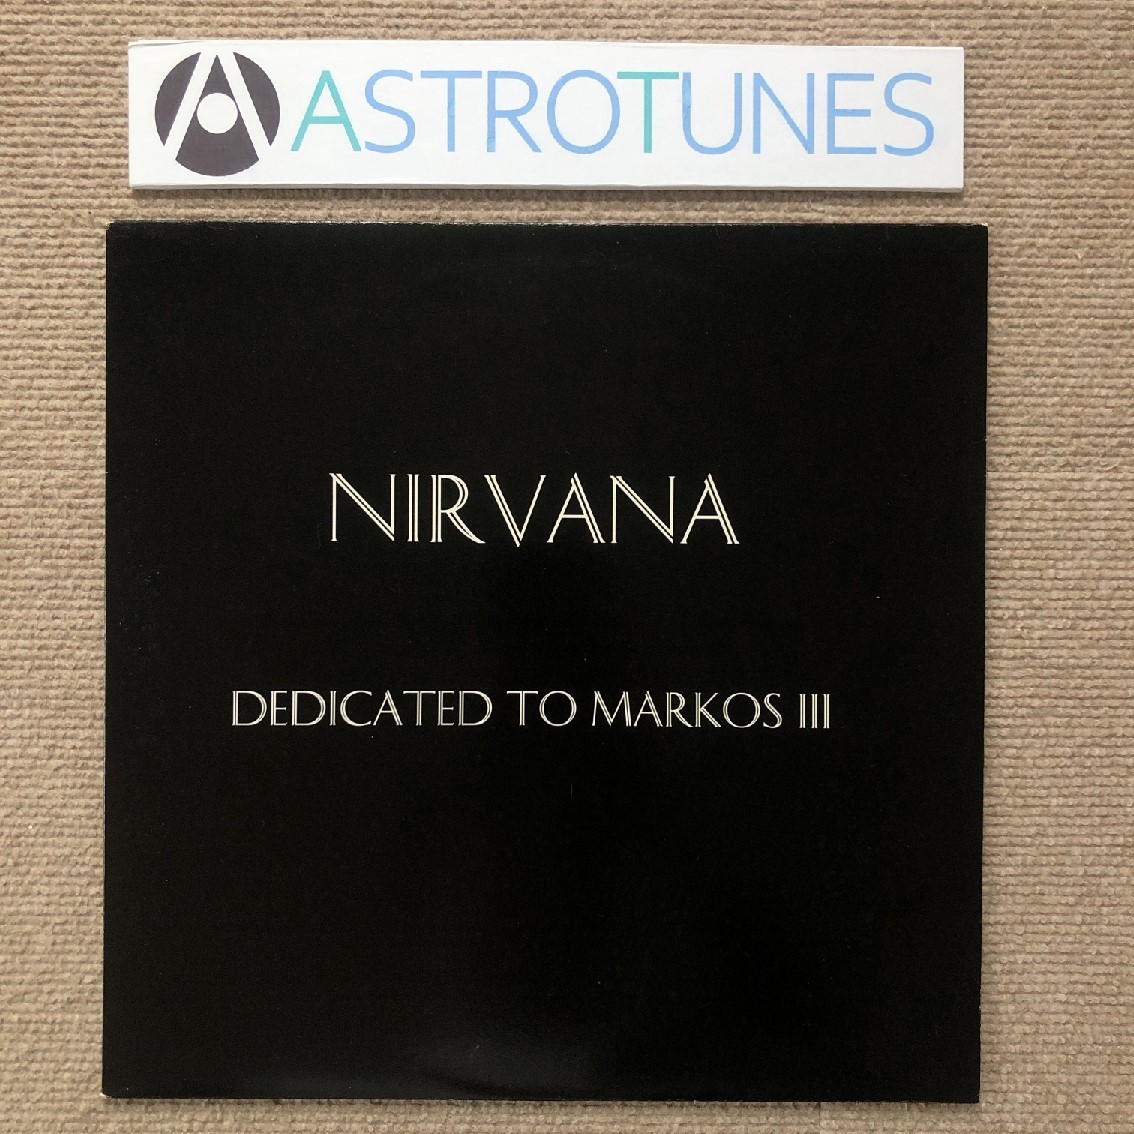 ASTROTUNES
NIRVANA
DEDICATED TO MARKOS III